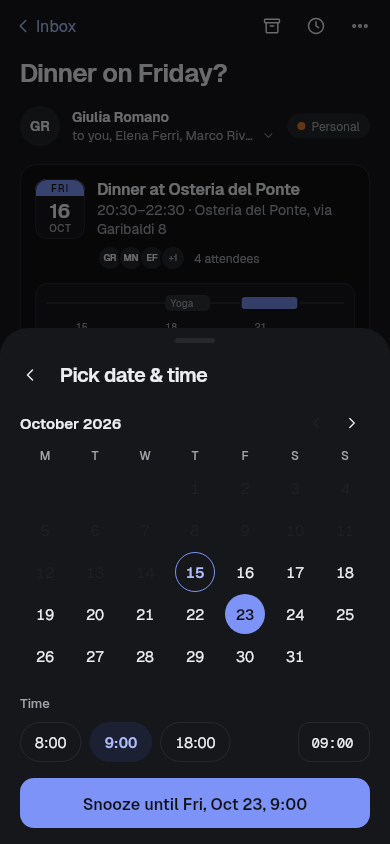 Inbox
Dinner on Friday?
GR
Giulia Romano
to you, Elena Ferri, Marco Riv...
Personal
FRI
16
OCT
Dinner at Osteria del Ponte
20:30–22:30 · Osteria del Ponte, via
Garibaldi 8
GR MN EF +1 4 attendees
Yoga
15 18 21
Pick date & time
October 2026
M T W T F S S
1 2 3 4
5 6 7 8 9 10 11
12 13 14 15 16 17 18
19 20 21 22 23 24 25
26 27 28 29 30 31
Time
8:00 9:00 18:00 09:00
Snooze until Fri, Oct 23, 9:00